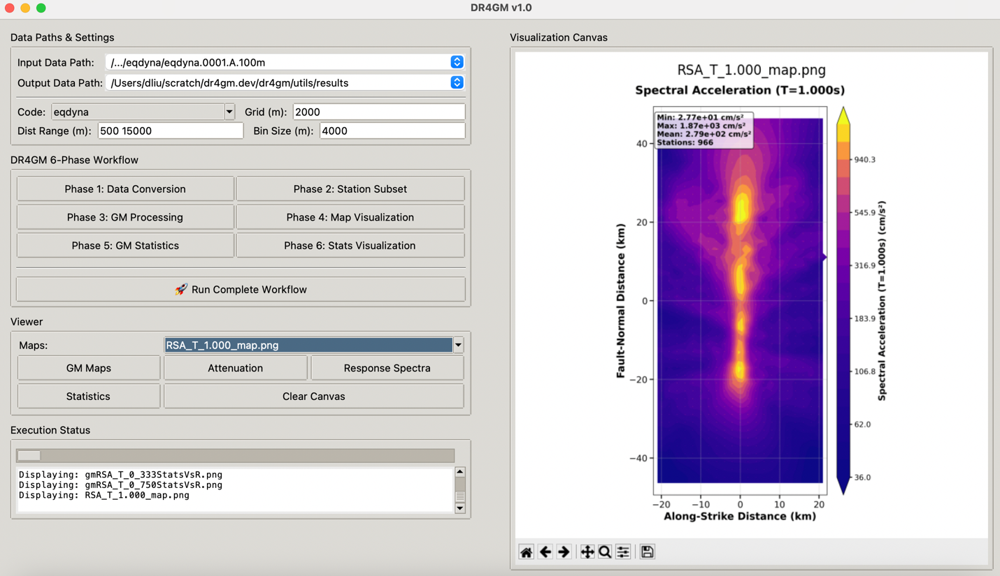 DR4GM v1.0
Data Paths & Settings
Input Data Path: /.../eqdyna/eqdyna.0001.A.100m
Output Data Path: /Users/dliu/scratch/dr4gm.dev/dr4gm/utils/results
Code: eqdyna Grid (m): 2000
Dist Range (m): 500 15000 Bin Size (m): 4000
DR4GM 6-Phase Workflow
Phase 1: Data Conversion Phase 2: Station Subset
Phase 3: GM Processing Phase 4: Map Visualization
Phase 5: GM Statistics Phase 6: Stats Visualization
🚀 Run Complete Workflow
Viewer
Maps: RSA_T_1.000_map.png
GM Maps Attenuation Response Spectra
Statistics Clear Canvas
Execution Status
Displaying: gmRSA_T_0_333StatsVsR.png
Displaying: gmRSA_T_0_750StatsVsR.png
Displaying: RSA_T_1.000_map.png
Visualization Canvas
RSA_T_1.000_map.png
Spectral Acceleration (T=1.000s)
Min: 2.77e+01 cm/s²
Max: 1.87e+03 cm/s²
Mean: 2.79e+02 cm/s²
Stations: 966
Fault-Normal Distance (km)
40
20
0
−20
−40
−20 −10 0 10 20
Along-Strike Distance (km)
940.3
545.9
316.9
183.9
106.8
62.0
36.0
Spectral Acceleration (T=1.000s) (cm/s²)